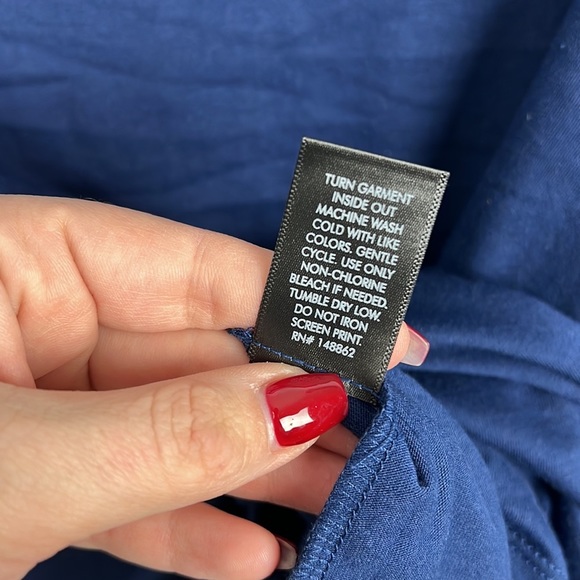 TURN GARMENT
INSIDE OUT
MACHINE WASH
COLD WITH LIKE
COLORS. GENTLE
CYCLE. USE ONLY
NON-CHLORINE
BLEACH IF NEEDED.
TUMBLE DRY LOW.
DO NOT IRON
SCREEN PRINT.
RN# 148862